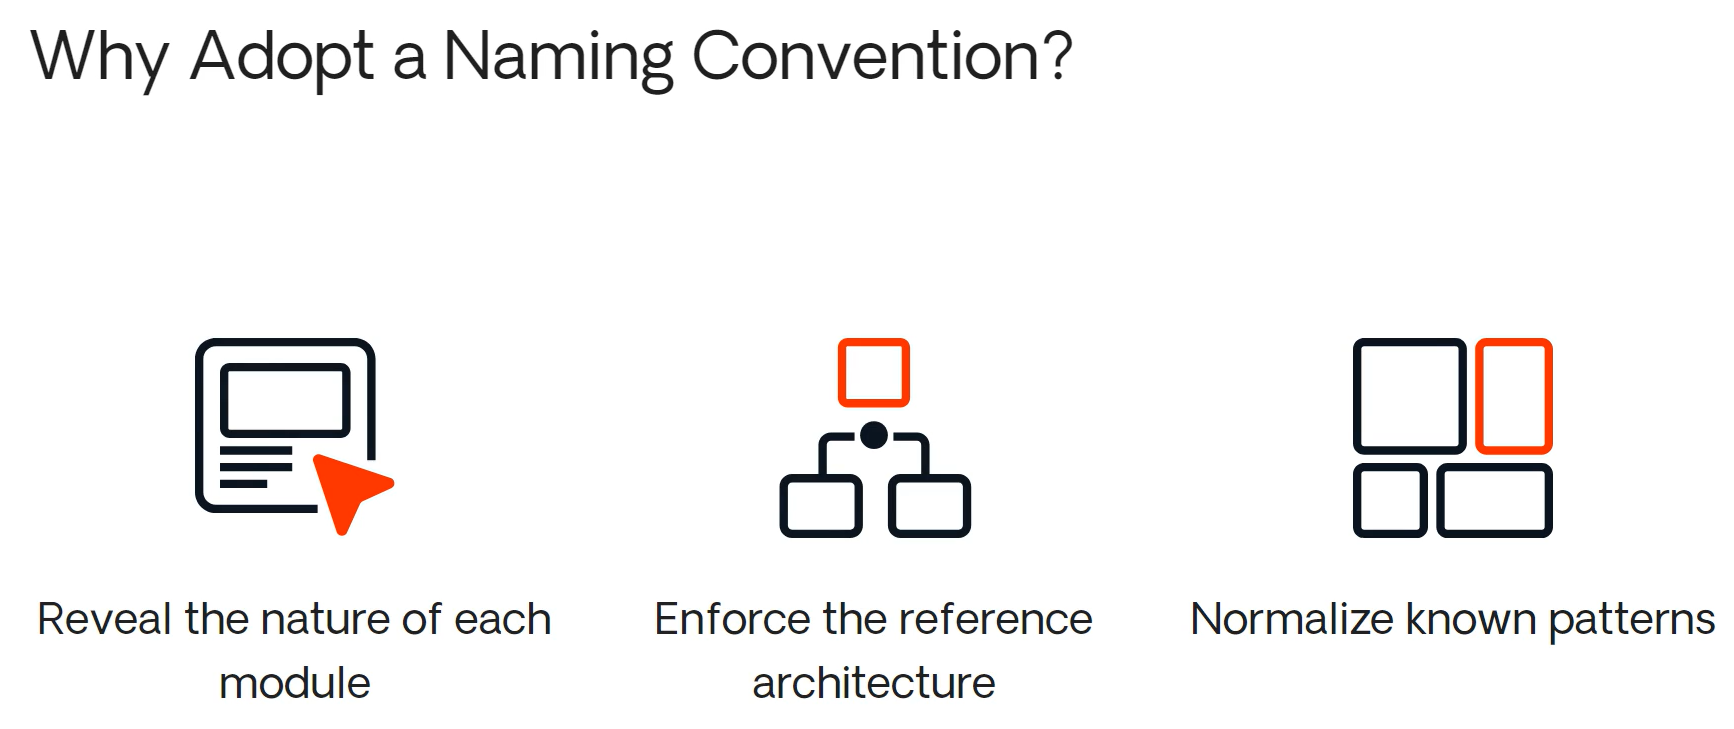 Why Adopt a Naming Convention?
Reveal the nature of each
module
Enforce the reference
architecture
Normalize known patterns